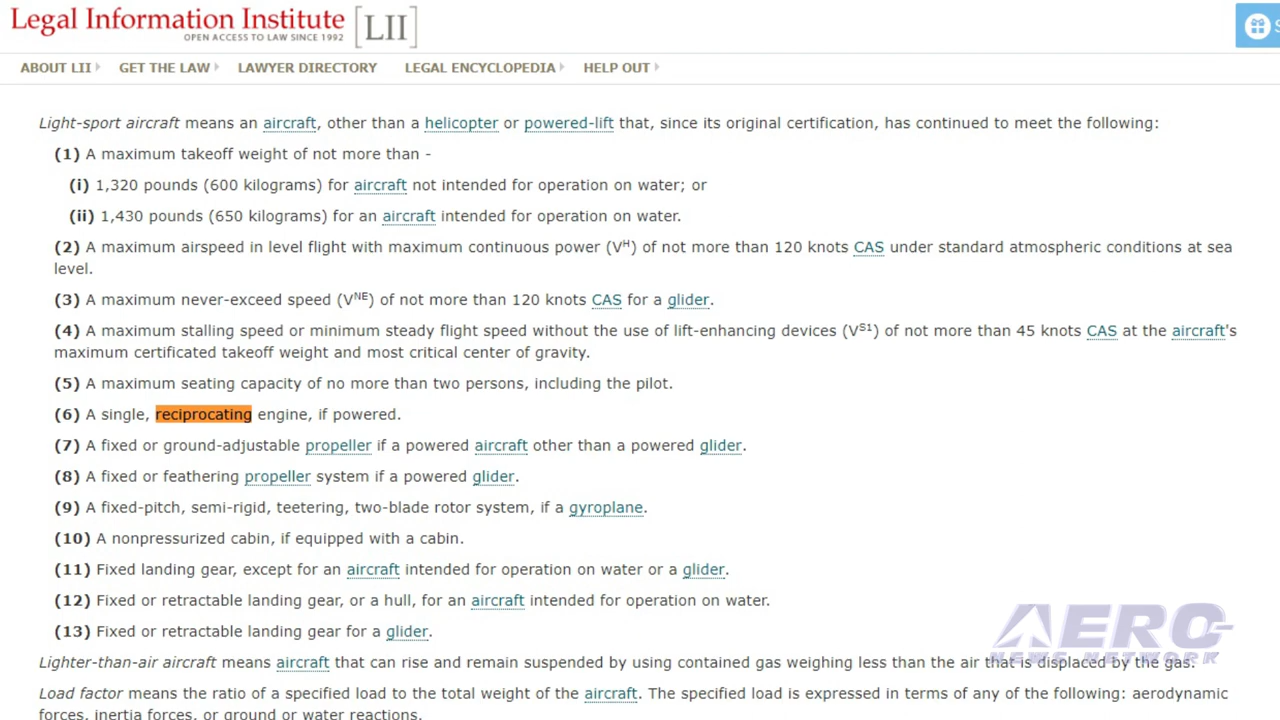 Legal Information Institute [LII]
OPEN ACCESS TO LAW SINCE 1992
S
ABOUT LII GET THE LAW LAWYER DIRECTORY LEGAL ENCYCLOPEDIA HELP OUT
Light-sport aircraft means an aircraft, other than a helicopter or powered-lift that, since its original certification, has continued to meet the following:
(1) A maximum takeoff weight of not more than -
(i) 1,320 pounds (600 kilograms) for aircraft not intended for operation on water; or
(ii) 1,430 pounds (650 kilograms) for an aircraft intended for operation on water.
(2) A maximum airspeed in level flight with maximum continuous power (VH) of not more than 120 knots CAS under standard atmospheric conditions at sea
level.
(3) A maximum never-exceed speed (VNE) of not more than 120 knots CAS for a glider.
(4) A maximum stalling speed or minimum steady flight speed without the use of lift-enhancing devices (VS1) of not more than 45 knots CAS at the aircraft's
maximum certificated takeoff weight and most critical center of gravity.
(5) A maximum seating capacity of no more than two persons, including the pilot.
(6) A single, reciprocating engine, if powered.
(7) A fixed or ground-adjustable propeller if a powered aircraft other than a powered glider.
(8) A fixed or feathering propeller system if a powered glider.
(9) A fixed-pitch, semi-rigid, teetering, two-blade rotor system, if a gyroplane.
(10) A nonpressurized cabin, if equipped with a cabin.
(11) Fixed landing gear, except for an aircraft intended for operation on water or a glider.
(12) Fixed or retractable landing gear, or a hull, for an aircraft intended for operation on water.
(13) Fixed or retractable landing gear for a glider.
AERO-
NEWS NETWORK
Lighter-than-air aircraft means aircraft that can rise and remain suspended by using contained gas weighing less than the air that is displaced by the gas.
Load factor means the ratio of a specified load to the total weight of the aircraft. The specified load is expressed in terms of any of the following: aerodynamic
forces, inertia forces, or ground or water reactions.